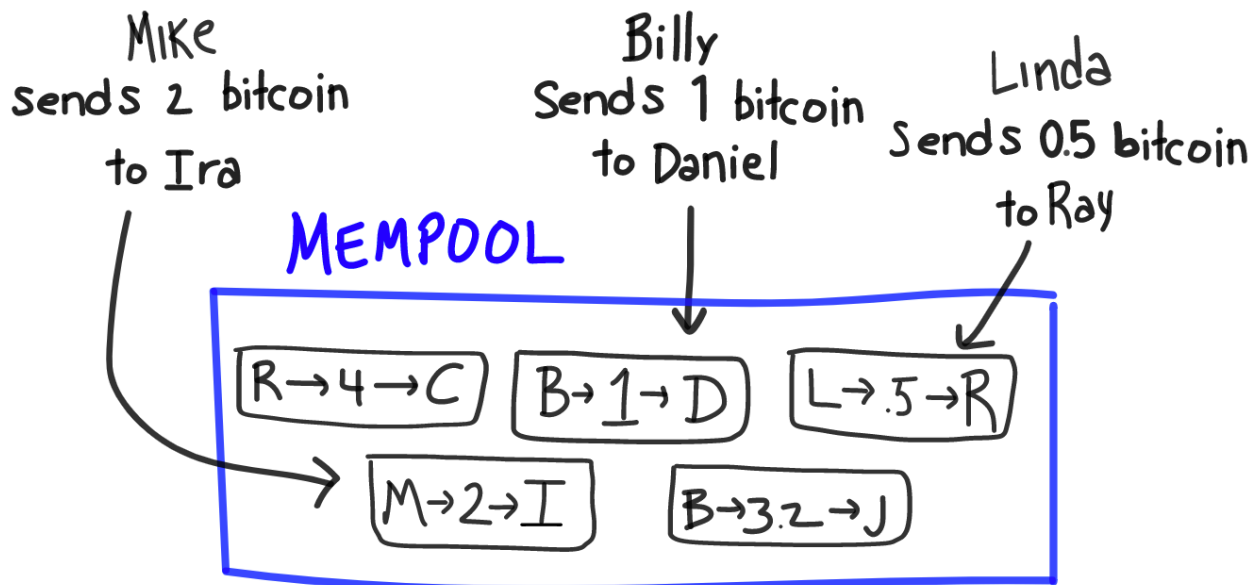 Mike
sends 2 bitcoin
to Ira
Billy
Sends 1 bitcoin
to Daniel
Linda
Sends 0.5 bitcoin
to Ray
MEMPOOL
R→4→C
B→1→D
L→.5→R
M→2→I
B→3.2→J